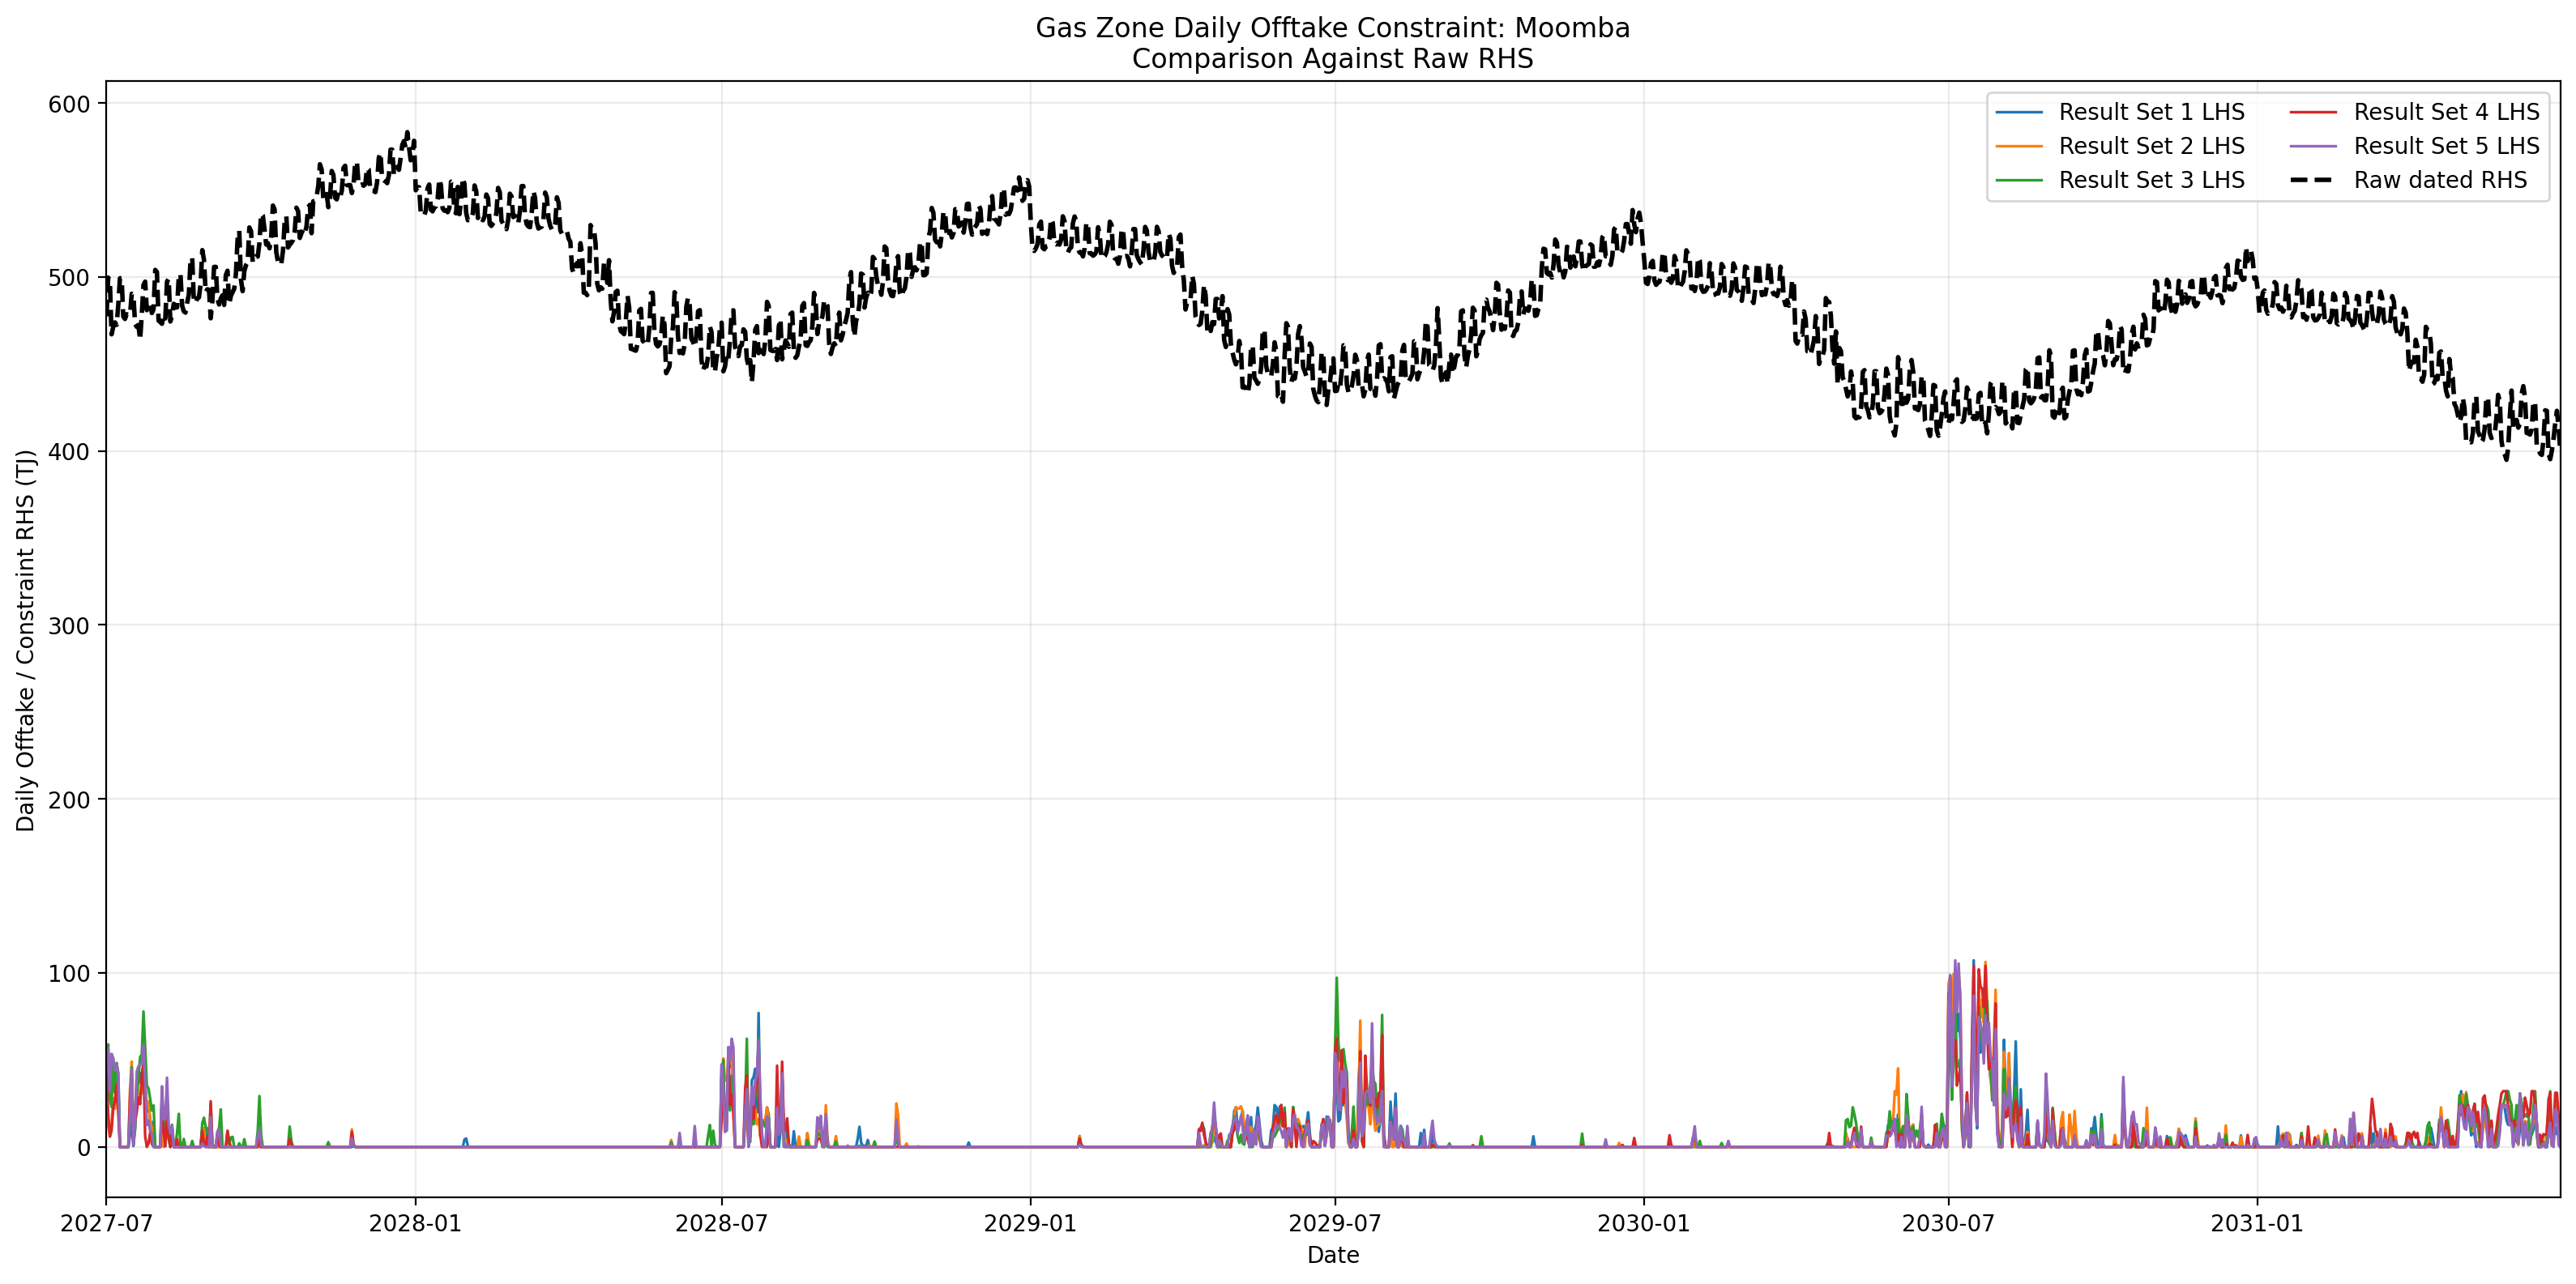 Gas Zone Daily Offtake Constraint: Moomba
Comparison Against Raw RHS
Daily Offtake / Constraint RHS (TJ)
600
500
400
300
200
100
0
Result Set 1 LHS
Result Set 2 LHS
Result Set 3 LHS
Result Set 4 LHS
Result Set 5 LHS
Raw dated RHS
2027-07
2028-01
2028-07
2029-01
2029-07
2030-01
2030-07
2031-01
Date